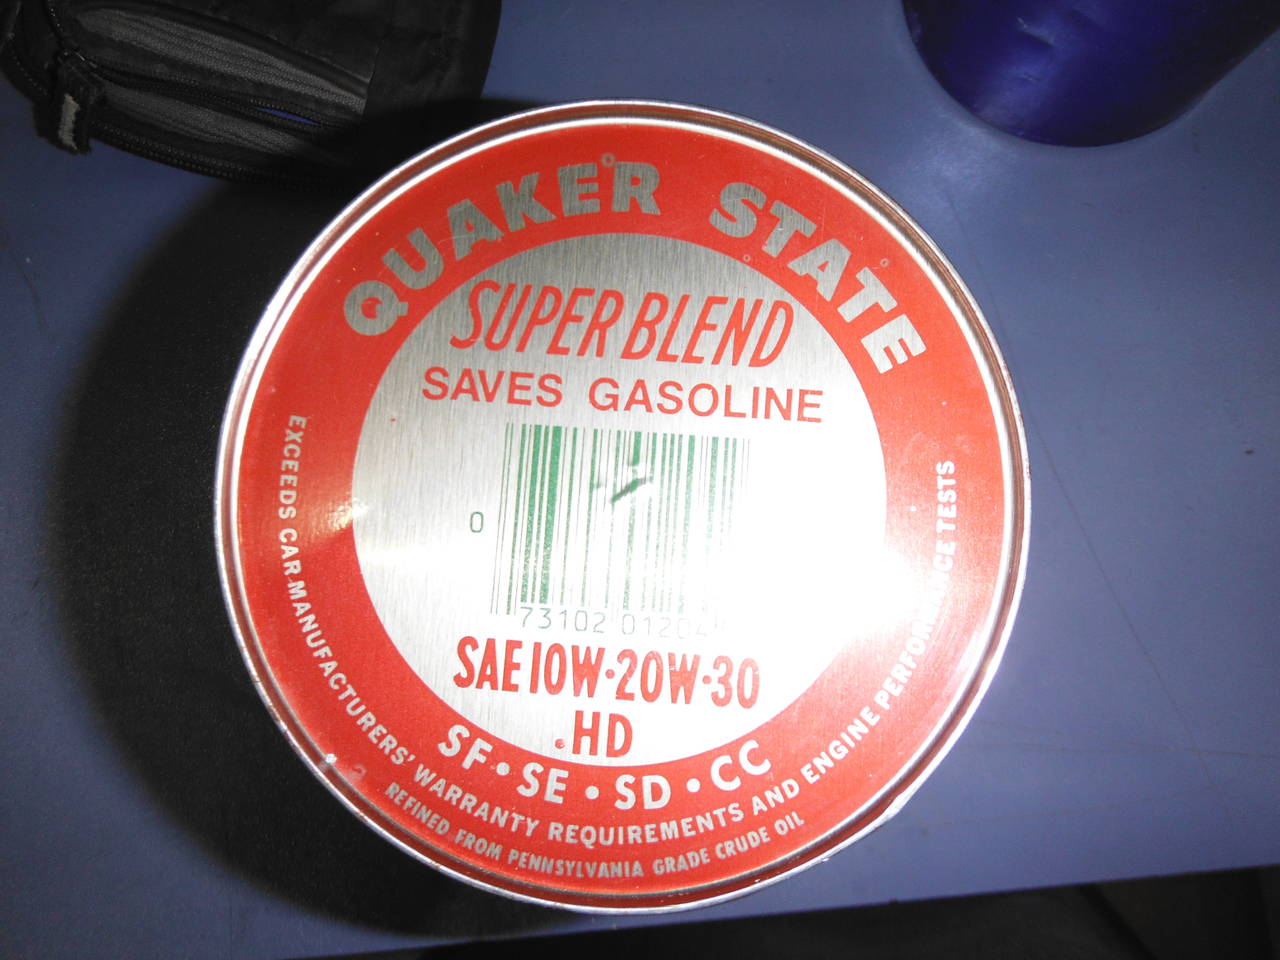 QUAKER STATE
SUPER BLEND
SAVES GASOLINE
0
73102 01204
SAE 10W·20W·30
HD
SF · SE · SD · CC
EXCEEDS CAR MANUFACTURERS' WARRANTY REQUIREMENTS AND ENGINE PERFORMANCE TESTS
REFINED FROM PENNSYLVANIA GRADE CRUDE OIL